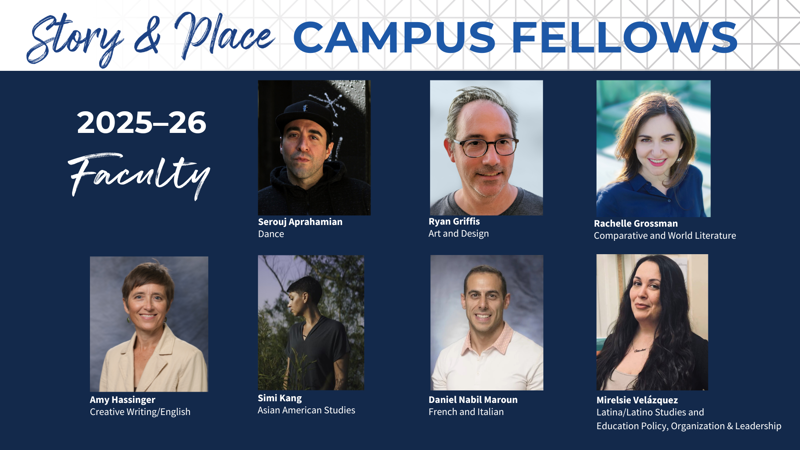 Story & Place CAMPUS FELLOWS
2025–26
Faculty
Serouj Aprahamian
Dance
Ryan Griffis
Art and Design
Rachelle Grossman
Comparative and World Literature
Amy Hassinger
Creative Writing/English
Simi Kang
Asian American Studies
Daniel Nabil Maroun
French and Italian
Mirelsie Velázquez
Latina/Latino Studies and
Education Policy, Organization & Leadership